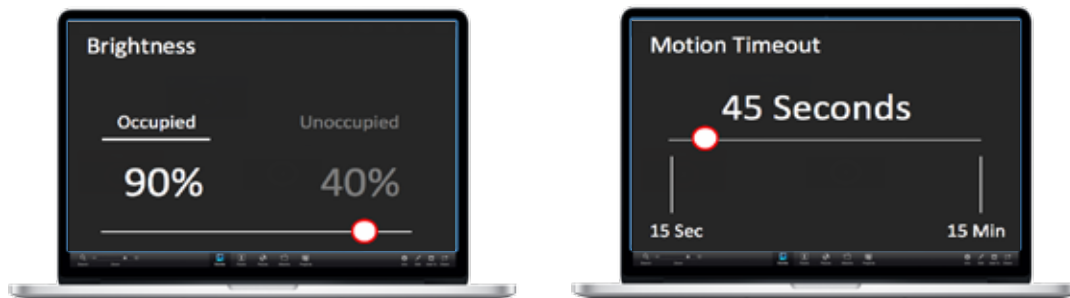 Brightness
Occupied Unoccupied
90% 40%
Motion Timeout
45 Seconds
15 Sec 15 Min